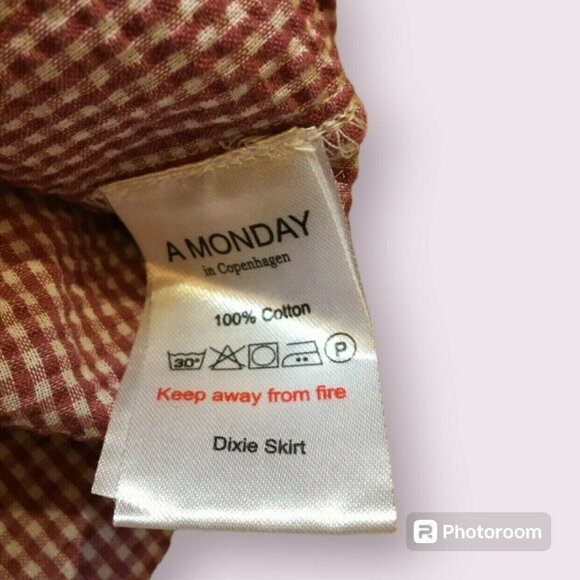 A MONDAY
in Copenhagen
100% Cotton
30° P
Keep away from fire
Dixie Skirt
Photoroom